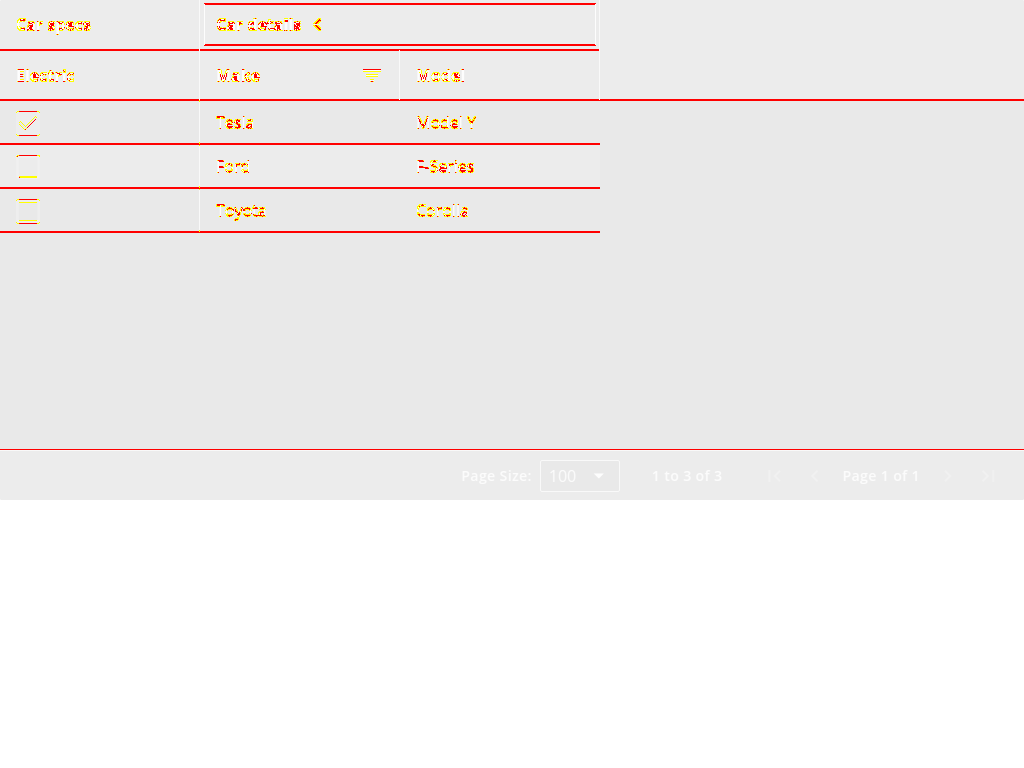 Car specs Car details
Electric Make Model
Tesla Model Y
Ford F-Series
Toyota Corolla
Page Size: 100 1 to 3 of 3 Page 1 of 1